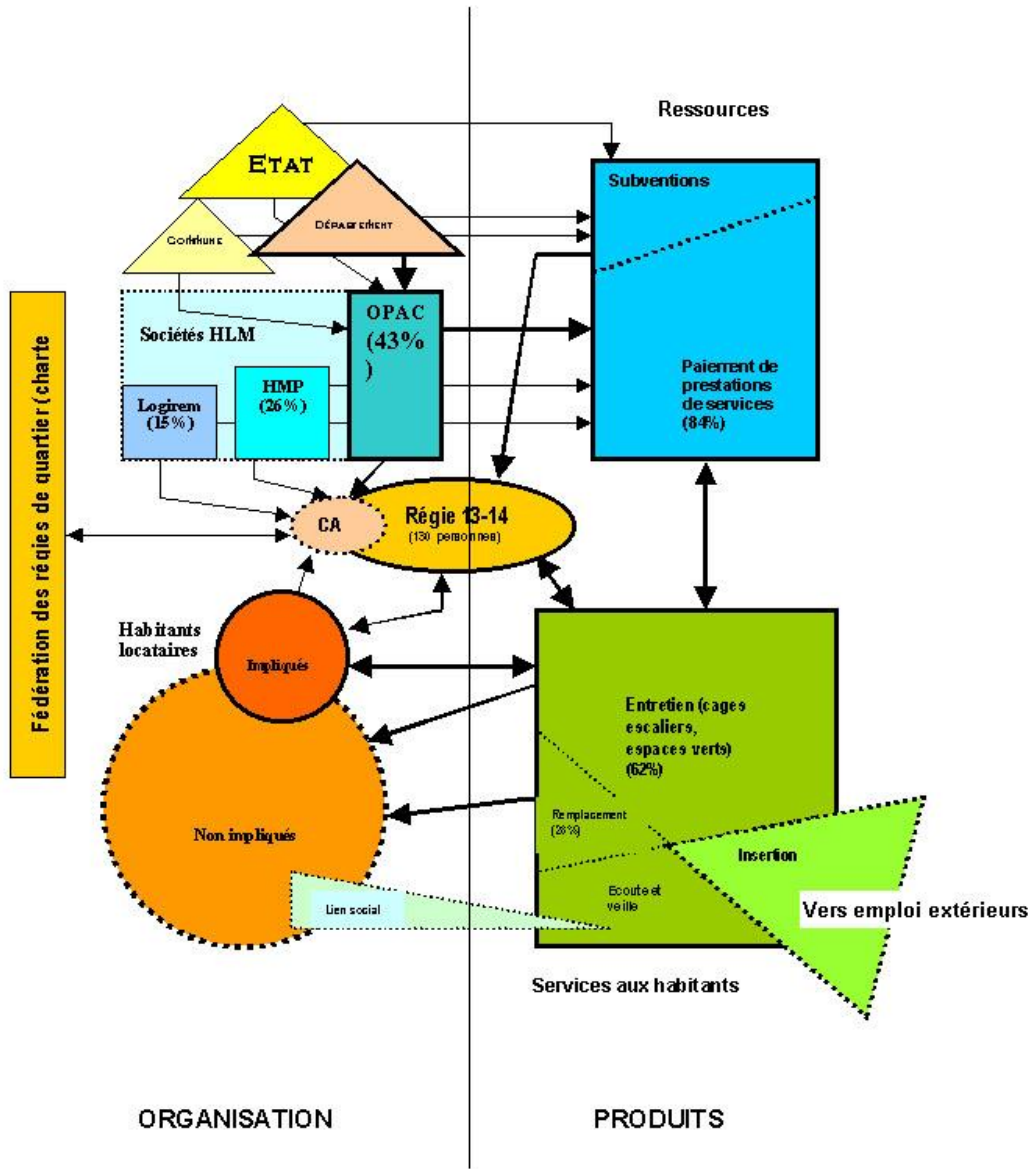 Ressources
ETAT
Subventions
DÉPARTEMENT
COMMUNE
OPAC
(43%
)
Sociétés HLM
HMP
(26%)
Logirem
(15%)
Paiement de
prestations
de services
(84%)
Fédération des régies de quartier (charte
CA
Régie 13-14
(130 personnes)
Habitants
locataires
Impliqués
Entretien (cages
escaliers,
espaces verts)
(62%)
Remplacement
(28%)
Non impliqués
Insertion
Ecoute et
veille
Lien social
Vers emploi extérieurs
Services aux habitants
ORGANISATION
PRODUITS